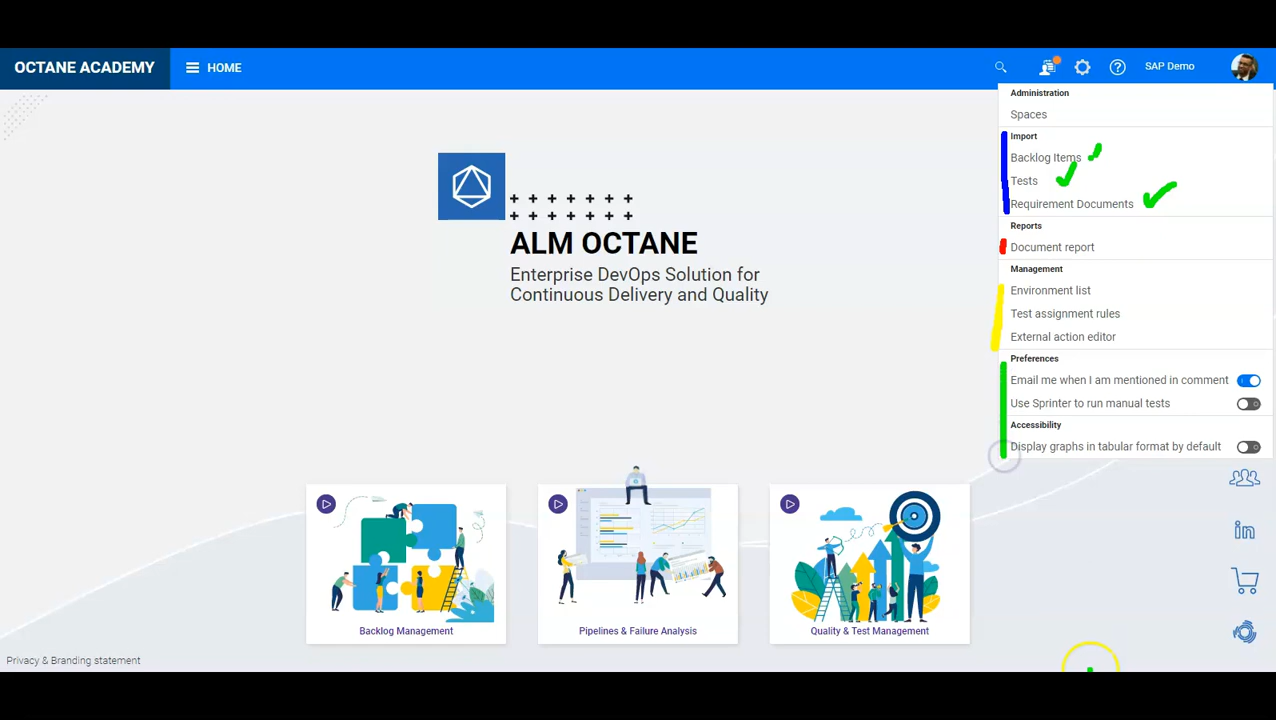 OCTANE ACADEMY
HOME
SAP Demo
Administration
Spaces
Import
Backlog Items
Tests
Requirement Documents
Reports
Document report
Management
Environment list
Test assignment rules
External action editor
Preferences
Email me when I am mentioned in comment
Use Sprinter to run manual tests
Accessibility
Display graphs in tabular format by default
ALM OCTANE
Enterprise DevOps Solution for
Continuous Delivery and Quality
Backlog Management
Pipelines & Failure Analysis
Quality & Test Management
in
Privacy & Branding statement